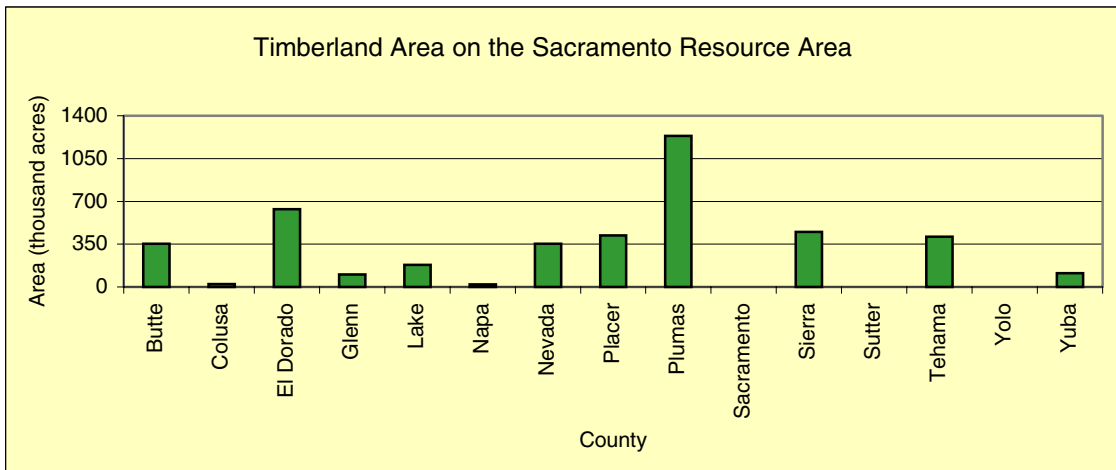 Timberland Area on the Sacramento Resource Area
Area (thousand acres)
1400
1050
700
350
0
Butte
Colusa
El Dorado
Glenn
Lake
Napa
Nevada
Placer
Plumas
Sacramento
Sierra
Sutter
Tehama
Yolo
Yuba
County